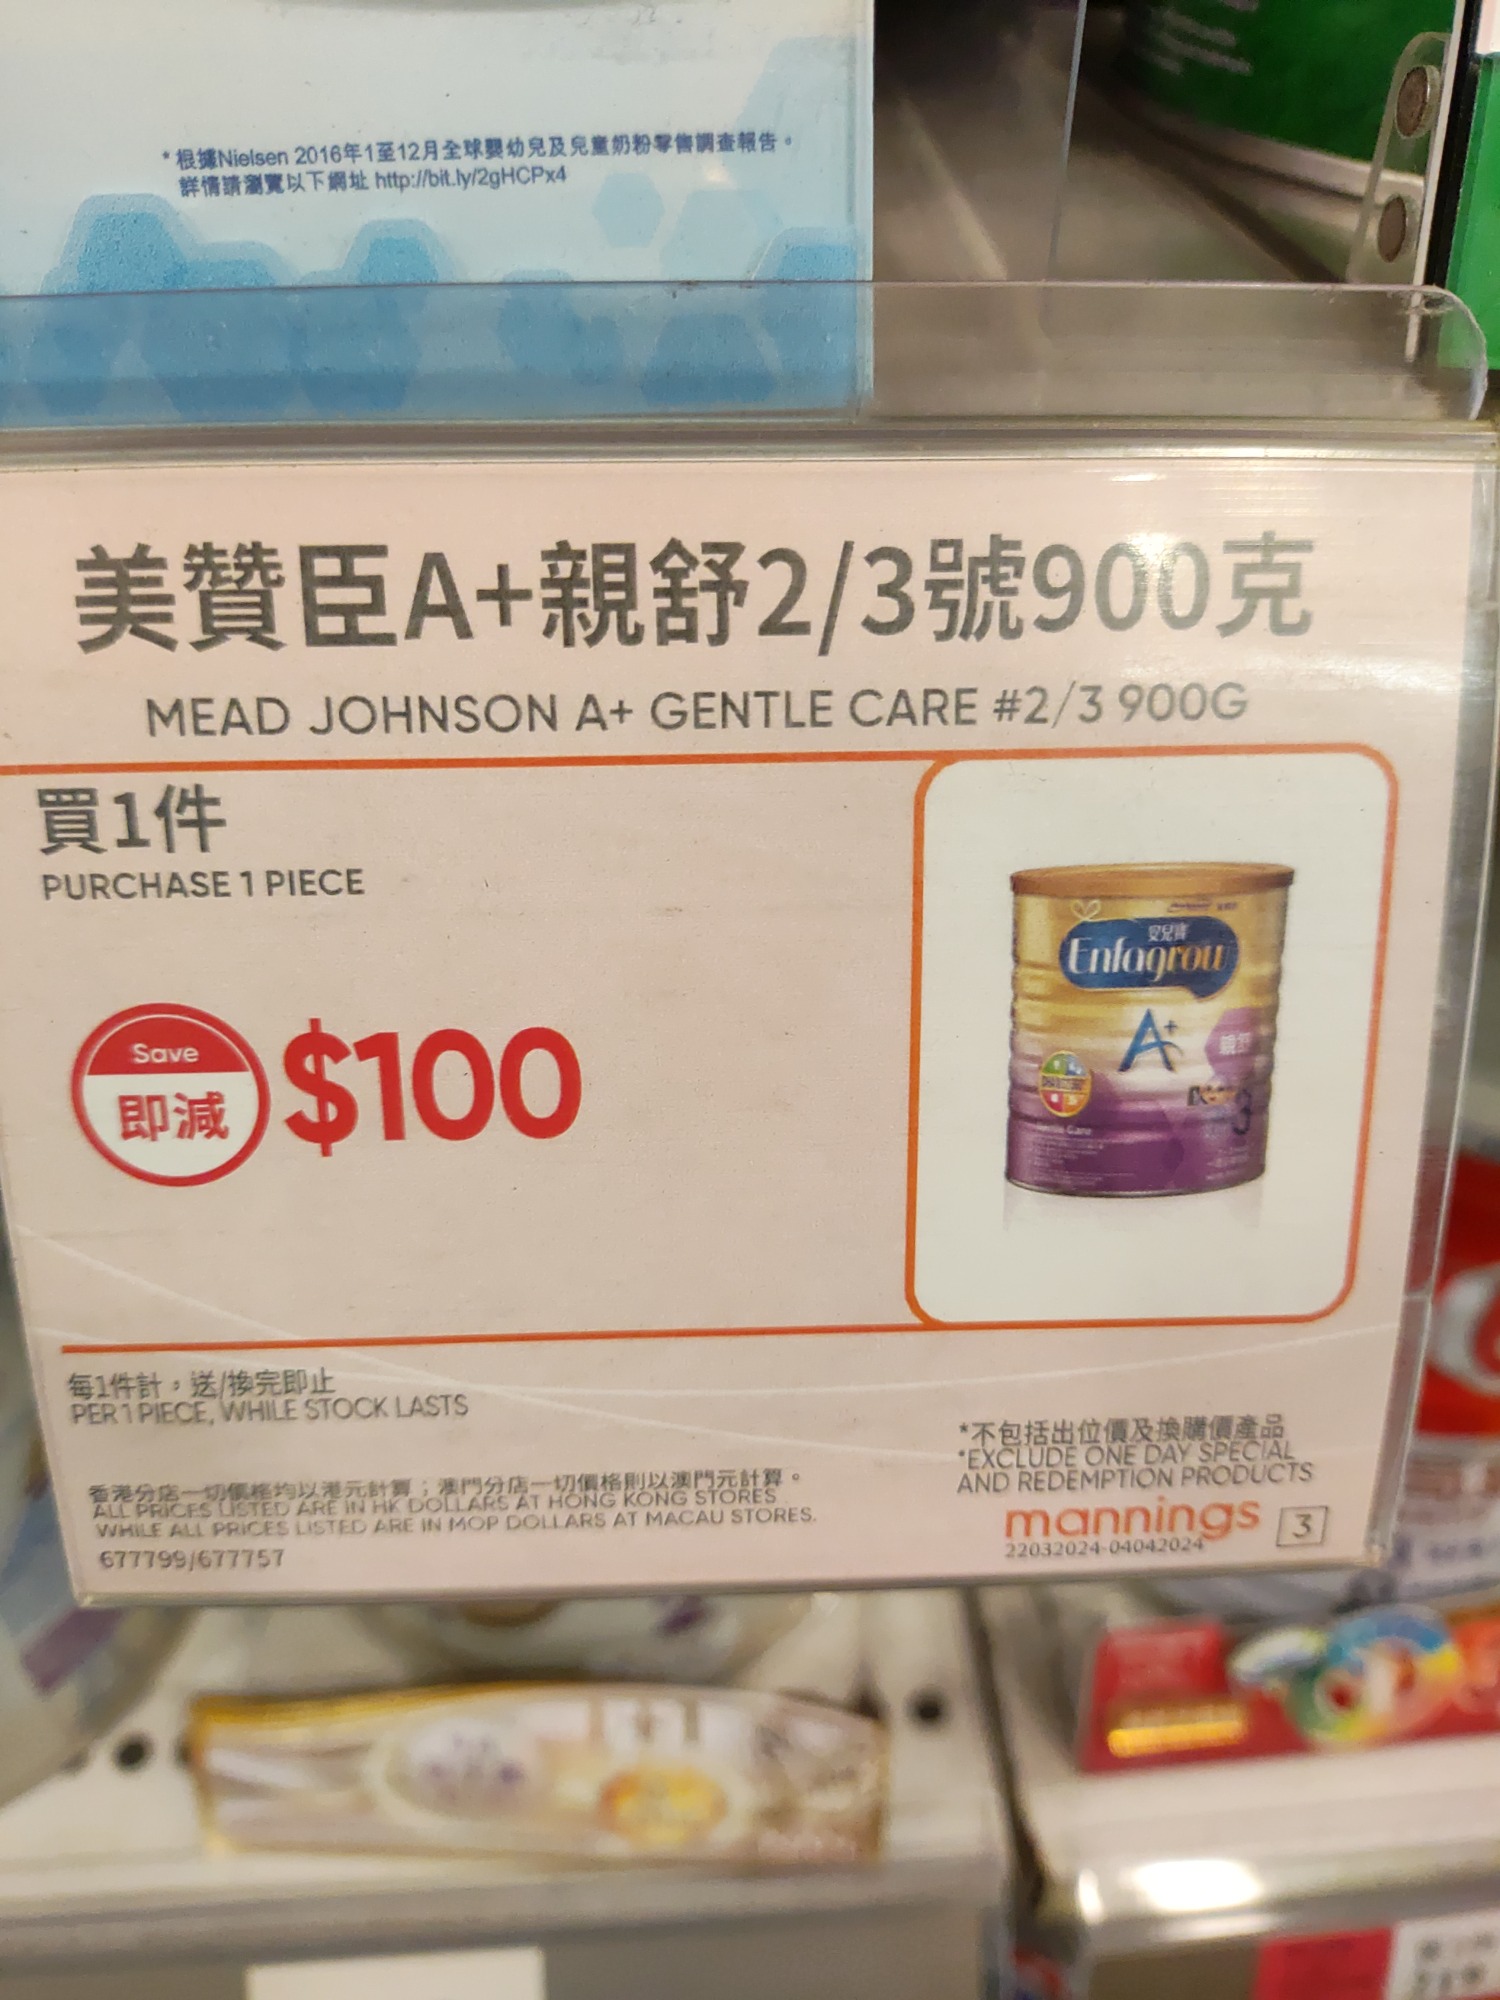 *根據Nielsen 2016年1至12月全球嬰幼兒及兒童奶粉零售調查報告。
詳情請瀏覽以下網址 http://bit.ly/2gHCPx4
美贊臣A+親舒2/3號900克
MEAD JOHNSON A+ GENTLE CARE #2/3 900G
買1件
PURCHASE 1 PIECE
Save
即減
$100
安兒寶
Enfagrow
A+
親舒
3
Gentle Care
每1件計，送/換完即止
PER 1 PIECE, WHILE STOCK LASTS
*不包括出位價及換購價產品
*EXCLUDE ONE DAY SPECIAL
AND REDEMPTION PRODUCTS
香港分店一切價格均以港元計算；澳門分店一切價格則以澳門元計算。
ALL PRICES LISTED ARE IN HK DOLLARS AT HONG KONG STORES
WHILE ALL PRICES LISTED ARE IN MOP DOLLARS AT MACAU STORES.
677799/677757
mannings
3
22032024-04042024